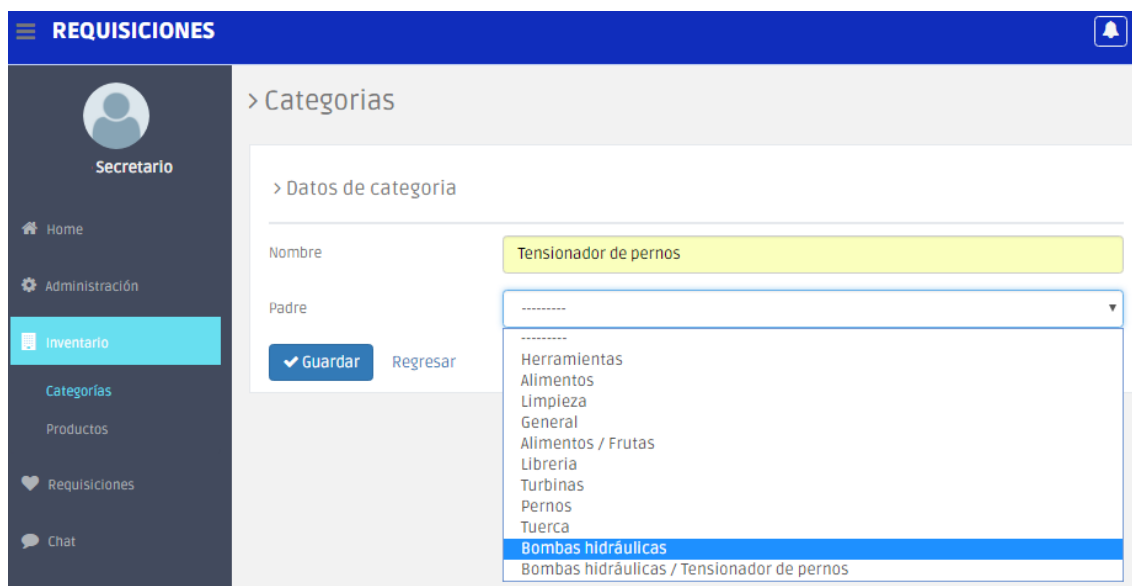 REQUISICIONES
Secretario
Home
Administración
Inventario
Categorías
Productos
Requisiciones
Chat
> Categorias
> Datos de categoria
Nombre
Tensionador de pernos
Padre
---------
---------
Herramientas
Alimentos
Limpieza
General
Alimentos / Frutas
Libreria
Turbinas
Pernos
Tuerca
Bombas hidráulicas
Bombas hidráulicas / Tensionador de pernos
Guardar
Regresar